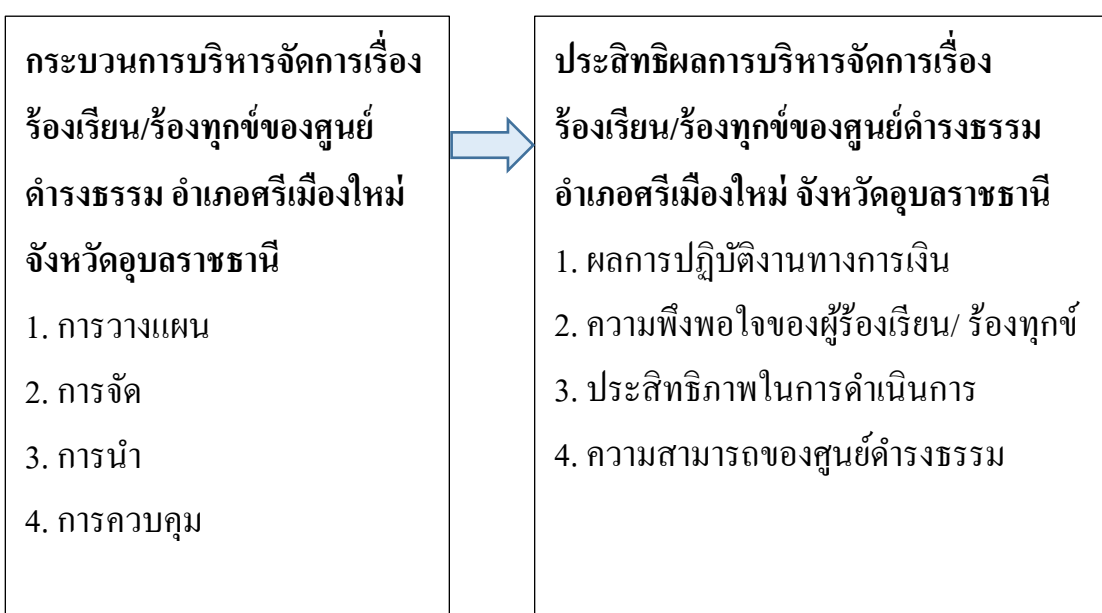 กระบวนการบริหารจัดการเรื่อง
ร้องเรียน/ร้องทุกข์ของศูนย์
ดำรงธรรม อำเภอศรีเมืองใหม่
จังหวัดอุบลราชธานี
1. การวางแผน
2. การจัด
3. การนำ
4. การควบคุม
ประสิทธิผลการบริหารจัดการเรื่อง
ร้องเรียน/ร้องทุกข์ของศูนย์ดำรงธรรม
อำเภอศรีเมืองใหม่ จังหวัดอุบลราชธานี
1. ผลการปฏิบัติงานทางการเงิน
2. ความพึงพอใจของผู้ร้องเรียน/ ร้องทุกข์
3. ประสิทธิภาพในการดำเนินการ
4. ความสามารถของศูนย์ดำรงธรรม